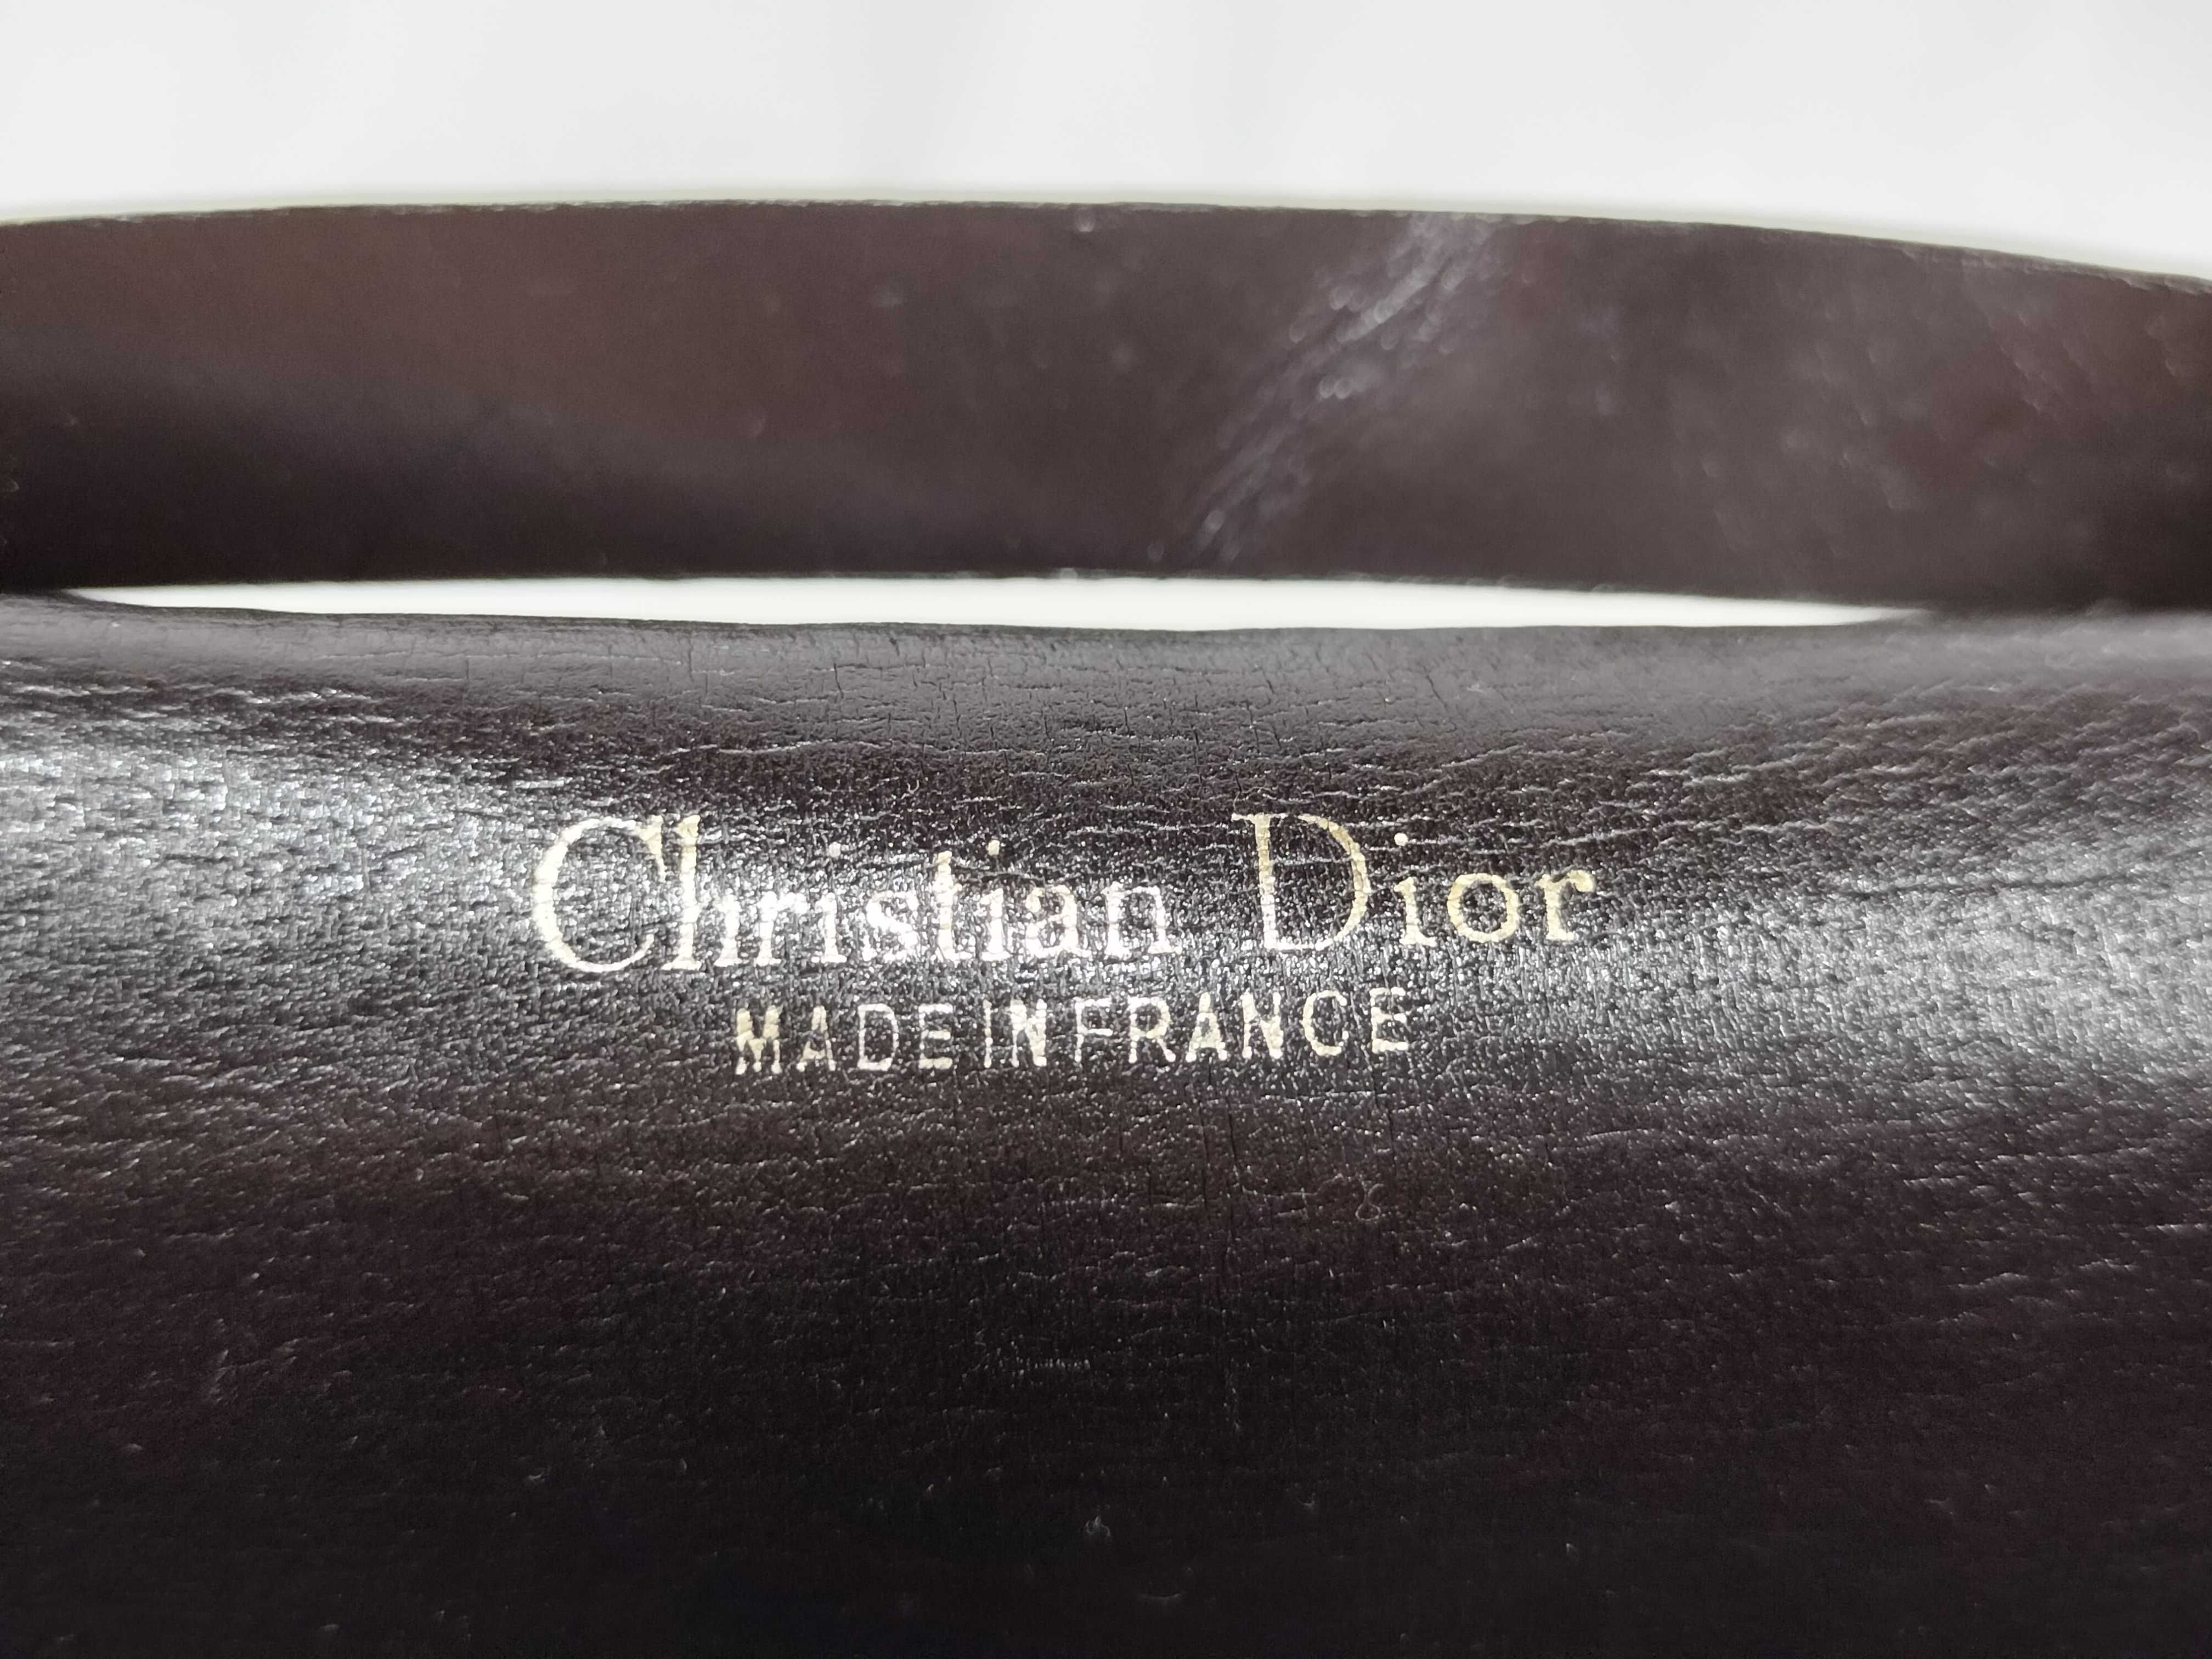 Christian Dior
MADE IN FRANCE